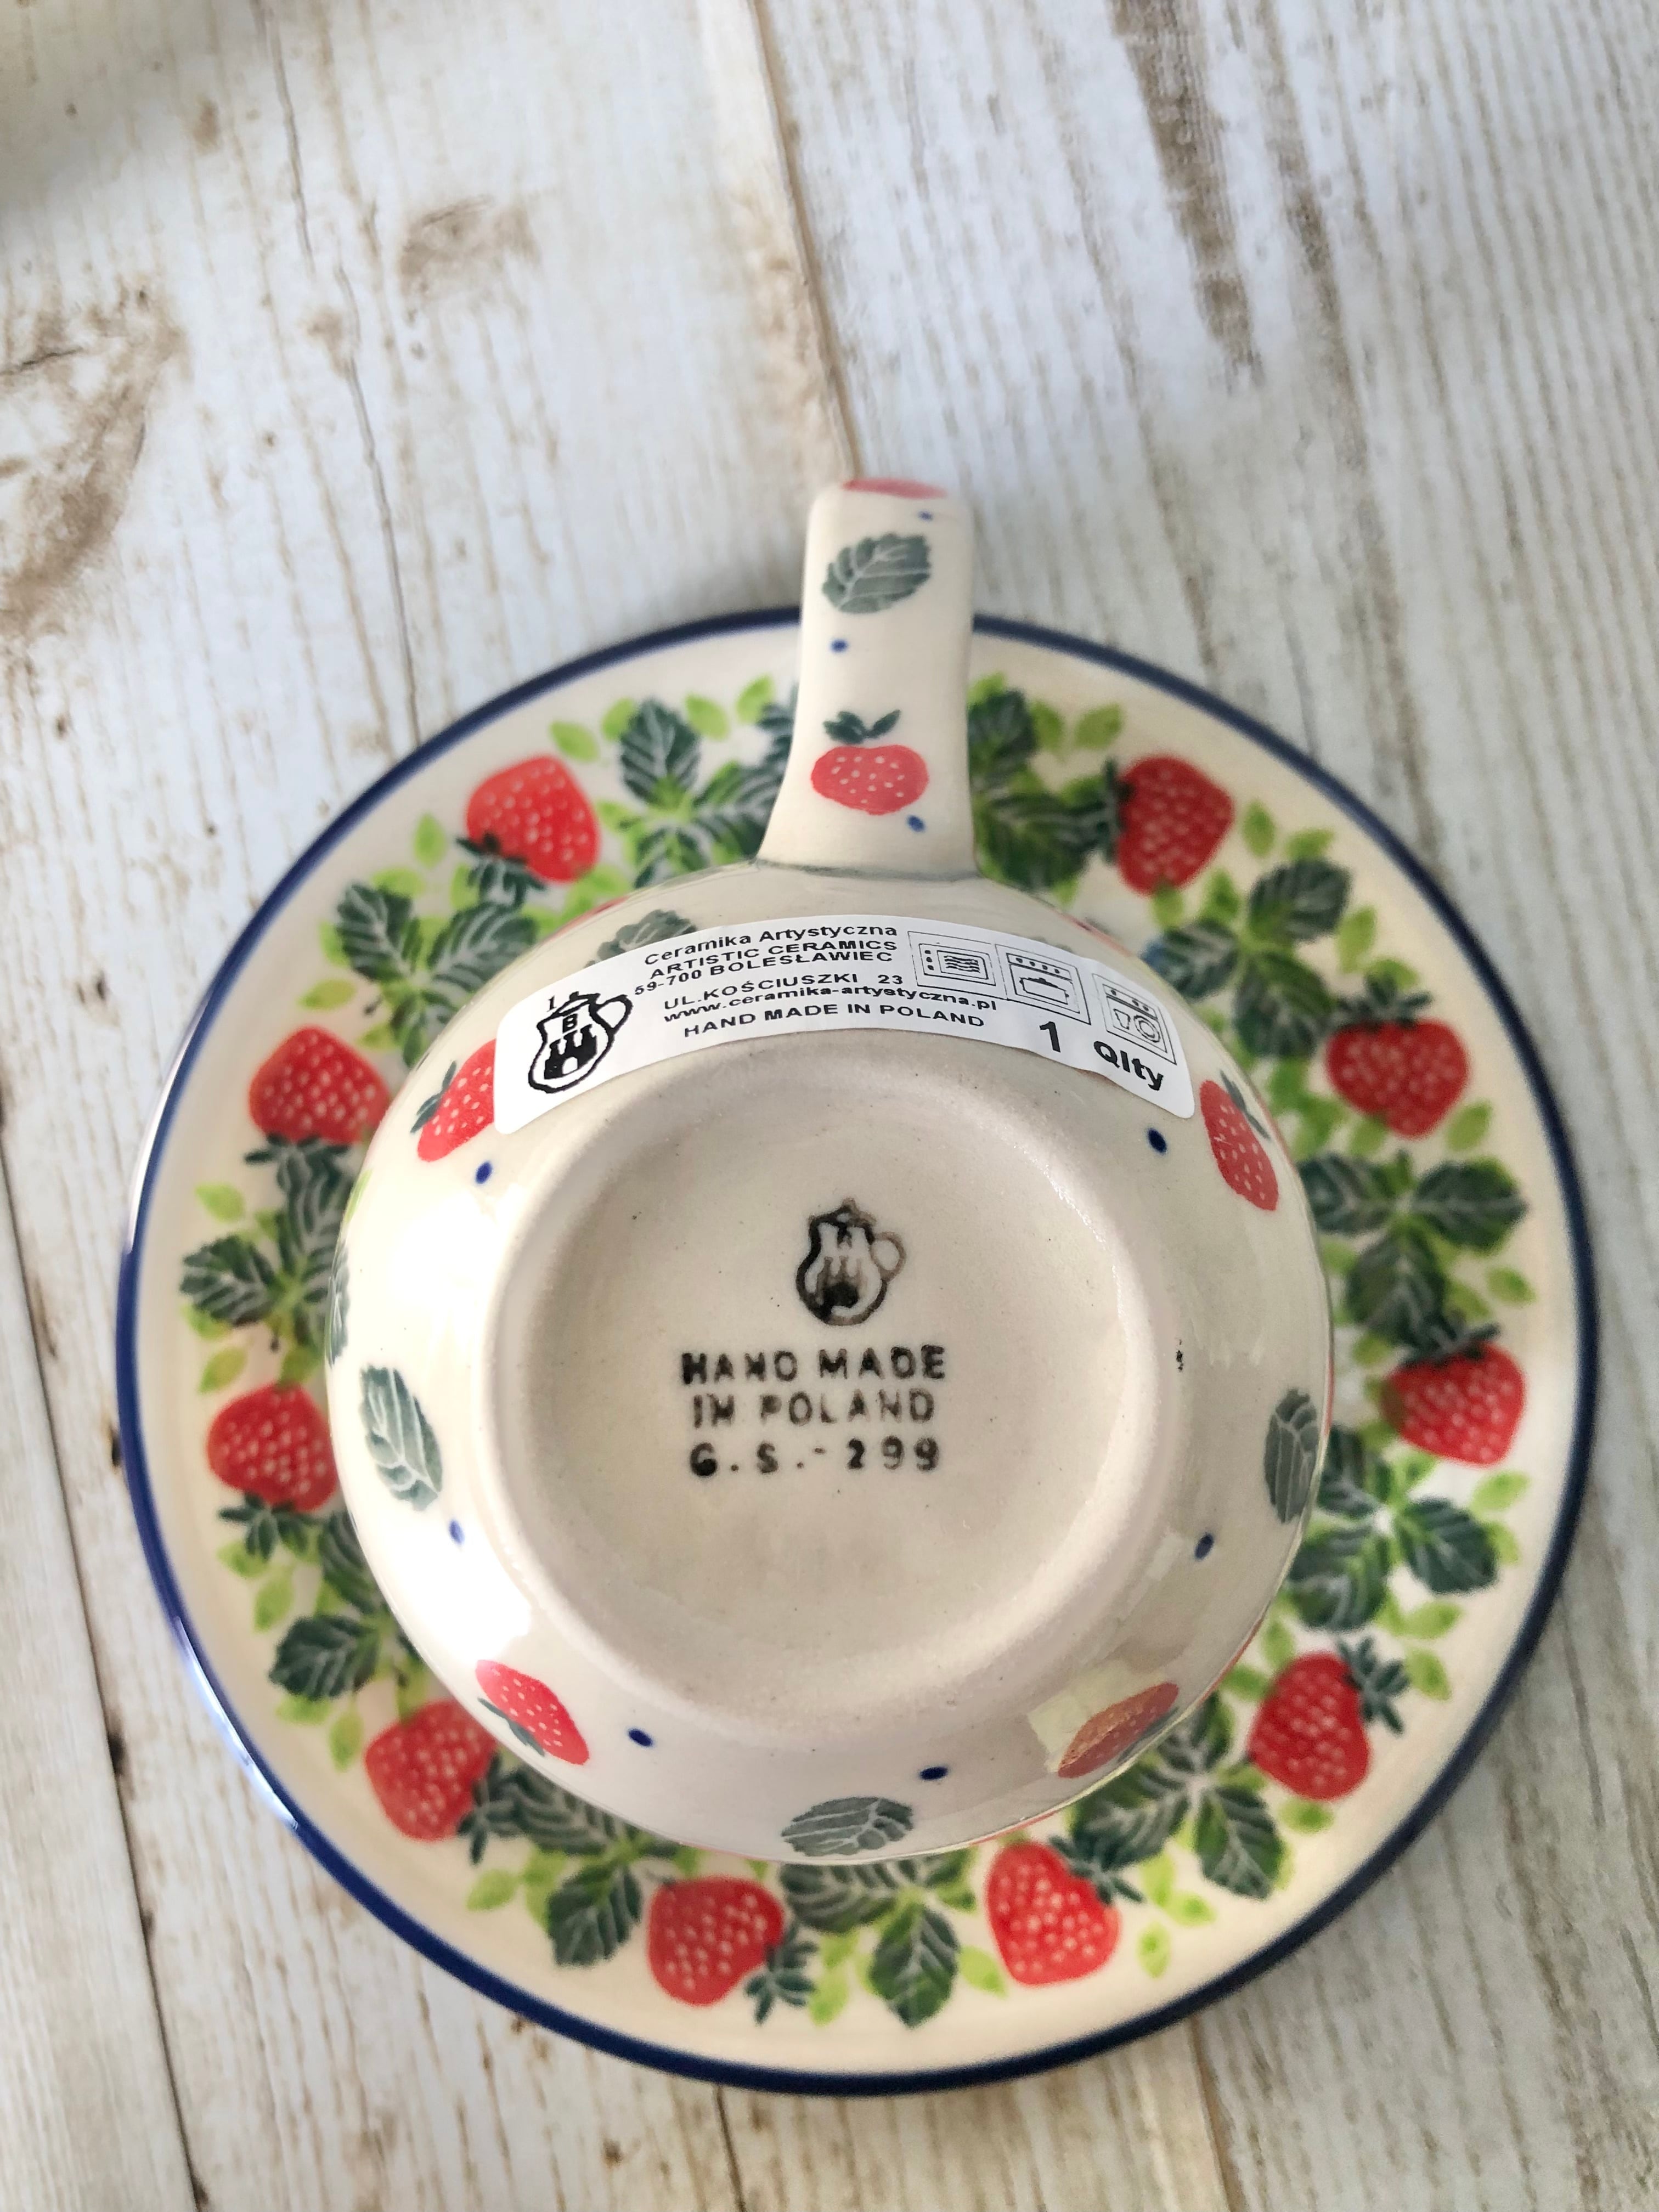 Ceramika Artystyczna
ARTISTIC CERAMICS
59-700 BOLESŁAWIEC
UL.KOŚCIUSZKI 23
www.ceramika-artystyczna.pl
HAND MADE IN POLAND
B
1 Qlty
HAND MADE
IN POLAND
G.S.-299